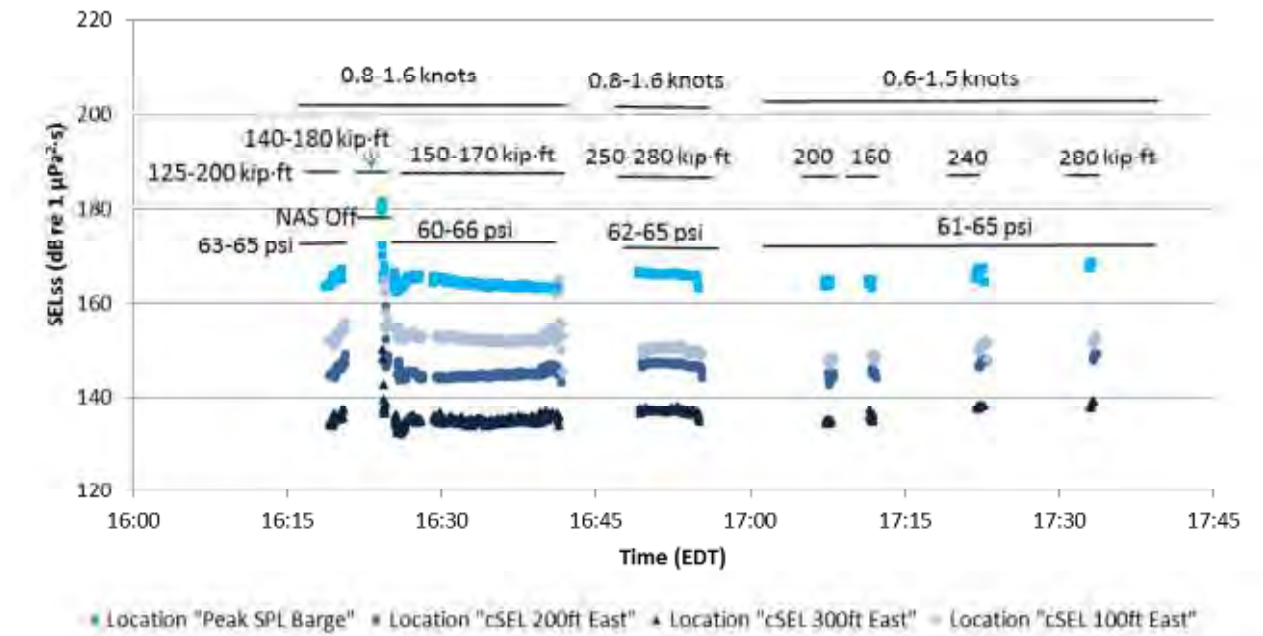 220
0.8-1.6 knots 0.8-1.6 knots 0.6-1.5 knots
200
140-180 kip·ft
125-200 kip·ft 150-170 kip·ft 250-280 kip·ft 200 160 240 280 kip·ft
180
NAS Off
63-65 psi 60-66 psi 62-65 psi 61-65 psi
160
140
120
SELss (dB re 1 µPa²·s)
16:00 16:15 16:30 16:45 17:00 17:15 17:30 17:45
Time (EDT)
Location "Peak SPL Barge" Location "cSEL 200ft East" Location "cSEL 300ft East" Location "cSEL 100ft East"